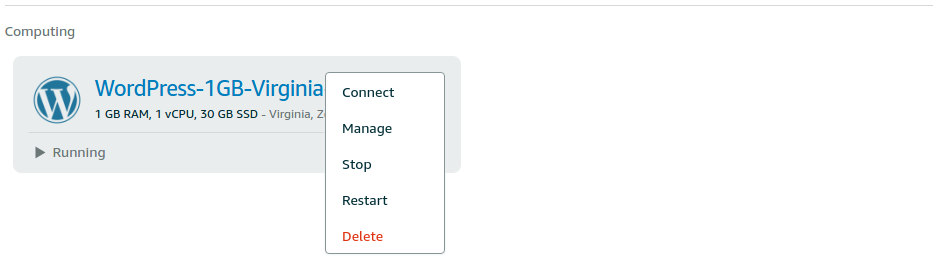 Computing
WordPress-1GB-Virginia-
1 GB RAM, 1 vCPU, 30 GB SSD - Virginia,
Running
Connect
Manage
Stop
Restart
Delete